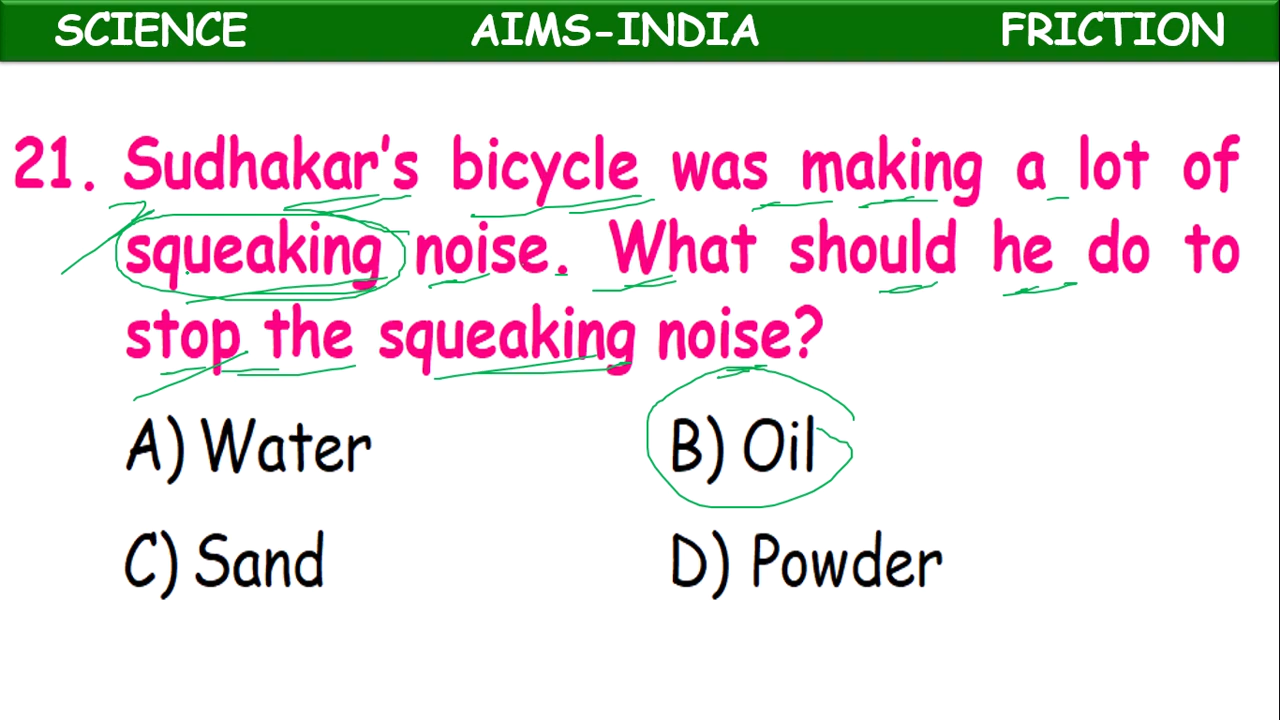 SCIENCE AIMS-INDIA FRICTION
21. Sudhakar's bicycle was making a lot of
squeaking noise. What should he do to
stop the squeaking noise?
A) Water B) Oil
C) Sand D) Powder